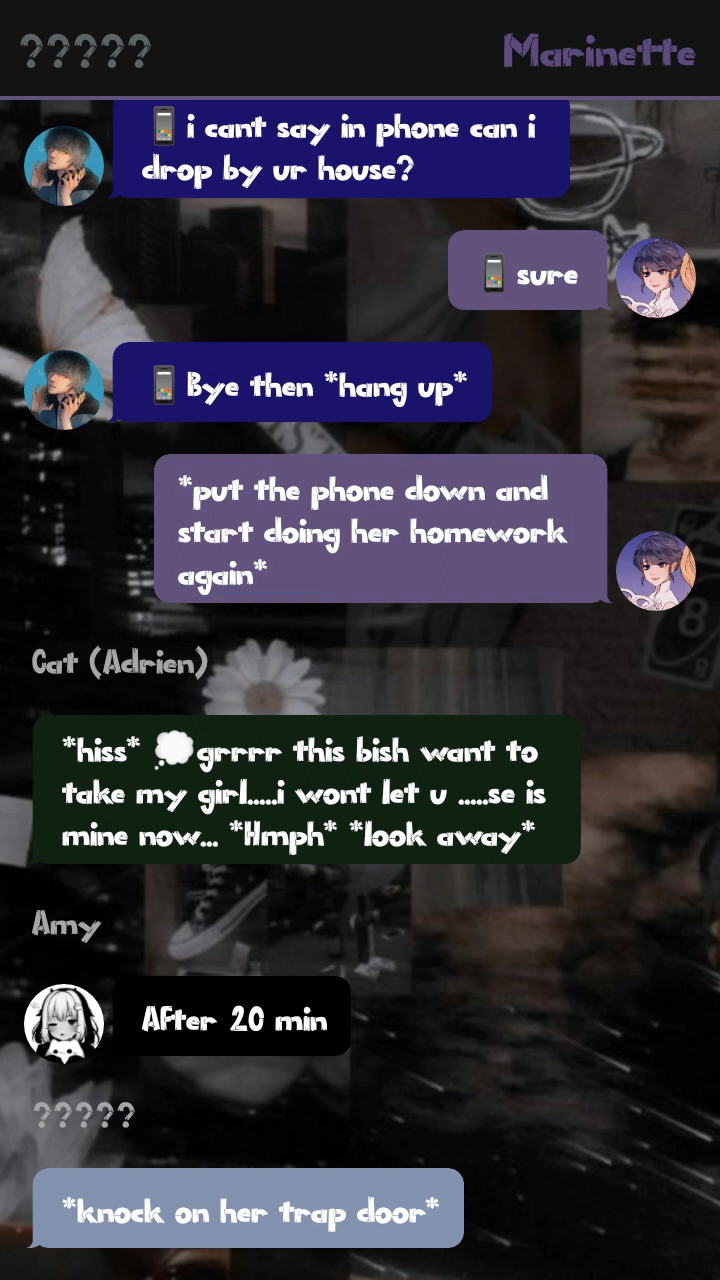 ?????
Marinette
📱i cant say in phone can i
drop by ur house?
📱 sure
📱Bye then *hang up*
*put the phone down and
start doing her homework
again*
Cat (Adrien)
*hiss* 💭grrrr this bish want to
take my girl.....i wont let u .....se is
mine now... *Hmph* *look away*
Amy
After 20 min
?????
*knock on her trap door*